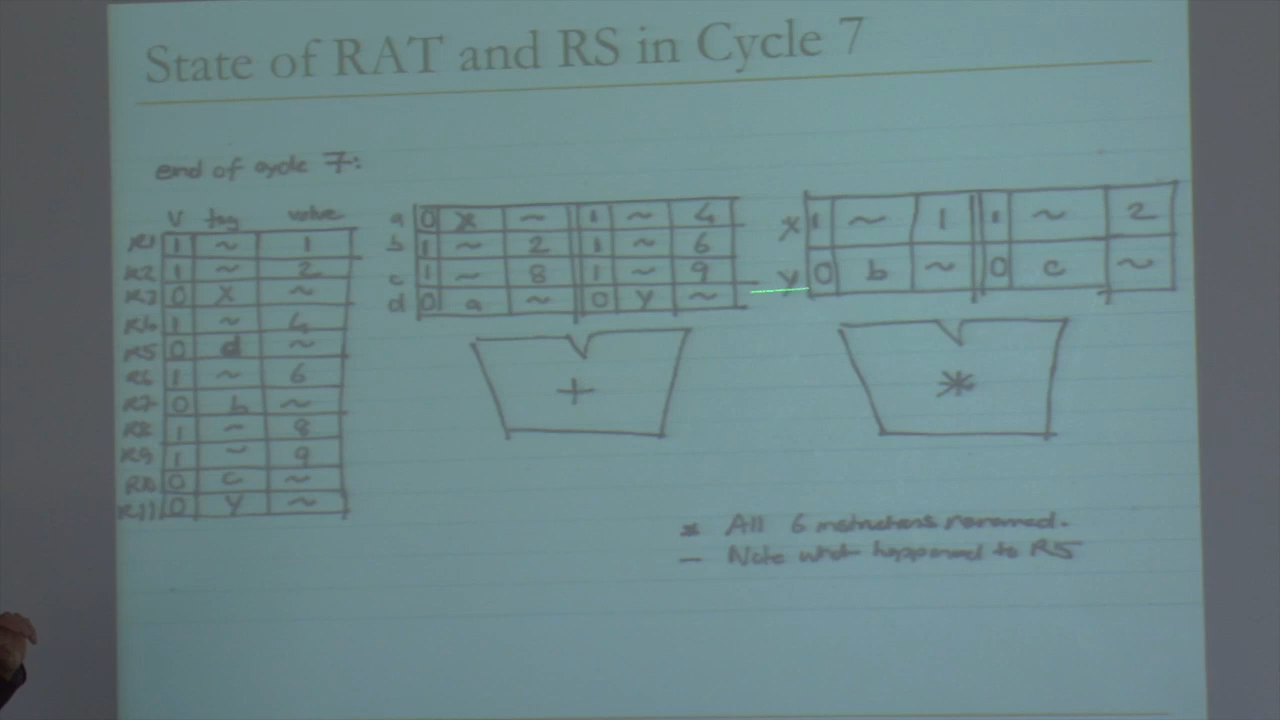 State of RAT and RS in Cycle 7
end of cycle 7:
V tag value
R1 1 ~ 1
R2 1 ~ 2
R3 0 X ~
R4 1 ~ 4
R5 0 d ~
R6 1 ~ 6
R7 0 b ~
R8 1 ~ 8
R9 1 ~ 9
R10 0 c ~
R11 0 Y ~
a 0 X ~ 1 ~ 4
b 1 ~ 2 1 ~ 6
c 1 ~ 8 1 ~ 9
d 0 a ~ 0 Y ~
+
X 1 ~ 1 1 ~ 2
Y 0 b ~ 0 c ~
*
* All 6 instructions renamed.
— Note what happened to R5